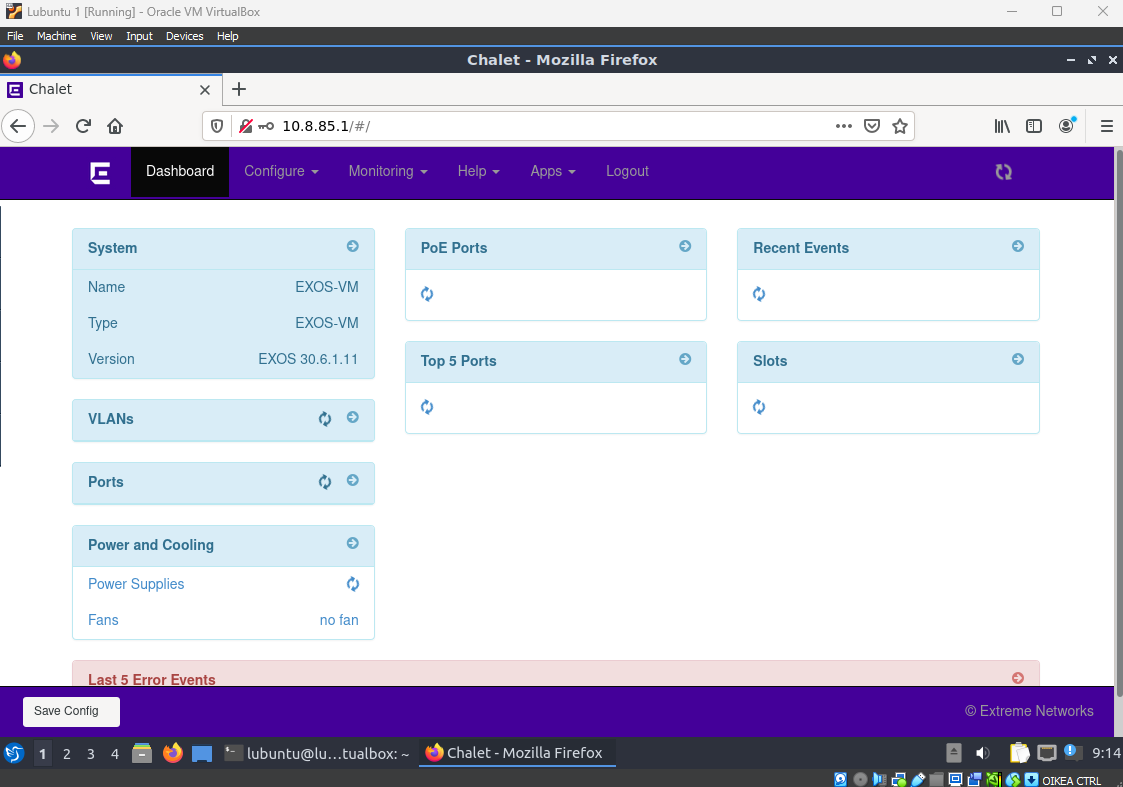 Lubuntu 1 [Running] - Oracle VM VirtualBox
File Machine View Input Devices Help
Chalet - Mozilla Firefox
Chalet
10.8.85.1/#/
Dashboard Configure Monitoring Help Apps Logout
System
Name EXOS-VM
Type EXOS-VM
Version EXOS 30.6.1.11
VLANs
Ports
Power and Cooling
Power Supplies
Fans no fan
PoE Ports
Top 5 Ports
Recent Events
Slots
Last 5 Error Events
Save Config
© Extreme Networks
1 2 3 4 lubuntu@lu...tualbox: ~ Chalet - Mozilla Firefox 9:14
OIKEA CTRL